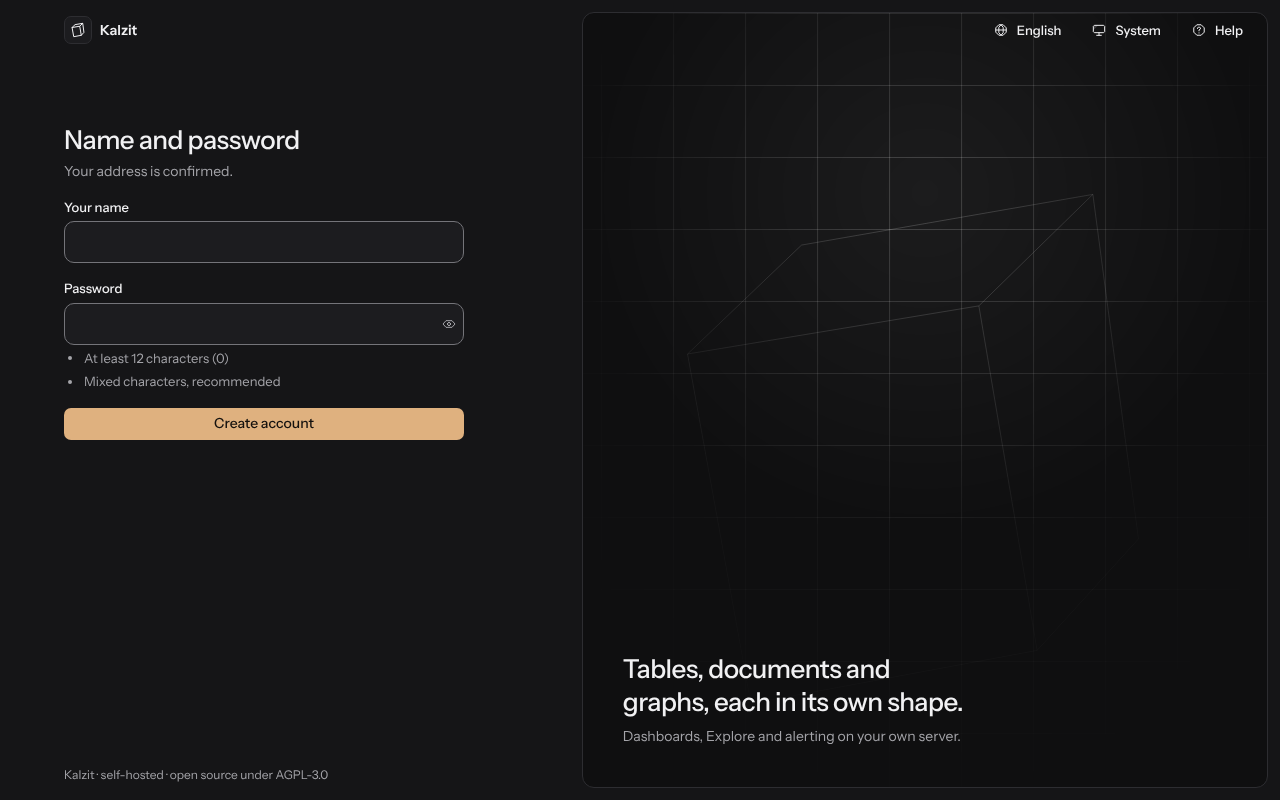 Kalzit
English
System
Help
Name and password
Your address is confirmed.
Your name
Password
At least 12 characters (0)
Mixed characters, recommended
Create account
Tables, documents and
graphs, each in its own shape.
Dashboards, Explore and alerting on your own server.
Kalzit · self-hosted · open source under AGPL-3.0